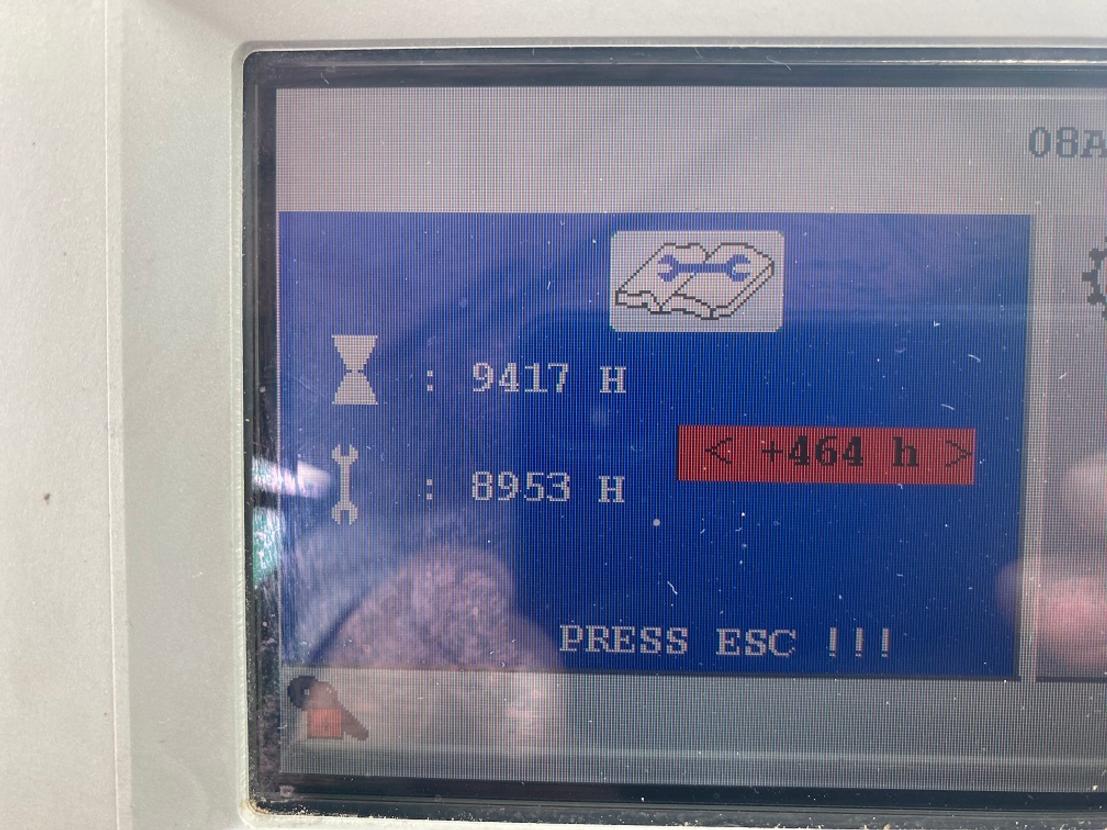 08A
: 9417 H
< +464 h >
: 8953 H
PRESS ESC !!!